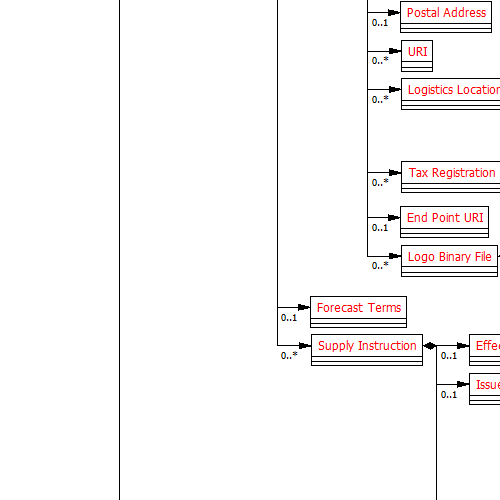 Postal Address
0..1
URI
0..*
Logistics Location
0..*
Tax Registration
0..*
End Point URI
0..1
Logo Binary File
0..*
Forecast Terms
0..1
Supply Instruction
0..*
Effec
0..1
Issue
0..1